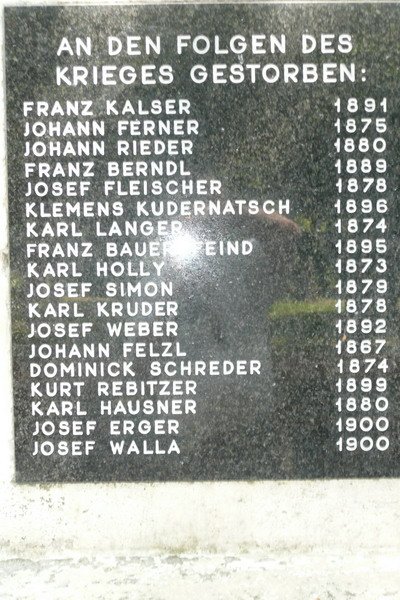 AN DEN FOLGEN DES
KRIEGES GESTORBEN:
FRANZ KALSER 1891
JOHANN FERNER 1875
JOHANN RIEDER 1880
FRANZ BERNDL 1889
JOSEF FLEISCHER 1878
KLEMENS KUDERNATSCH 1896
KARL LANGER 1874
FRANZ BAUERNFEIND 1895
KARL HOLLY 1873
JOSEF SIMON 1879
KARL KRUDER 1878
JOSEF WEBER 1892
JOHANN FELZL 1867
DOMINICK SCHREDER 1874
KURT REBITZER 1899
KARL HAUSNER 1880
JOSEF ERGER 1900
JOSEF WALLA 1900